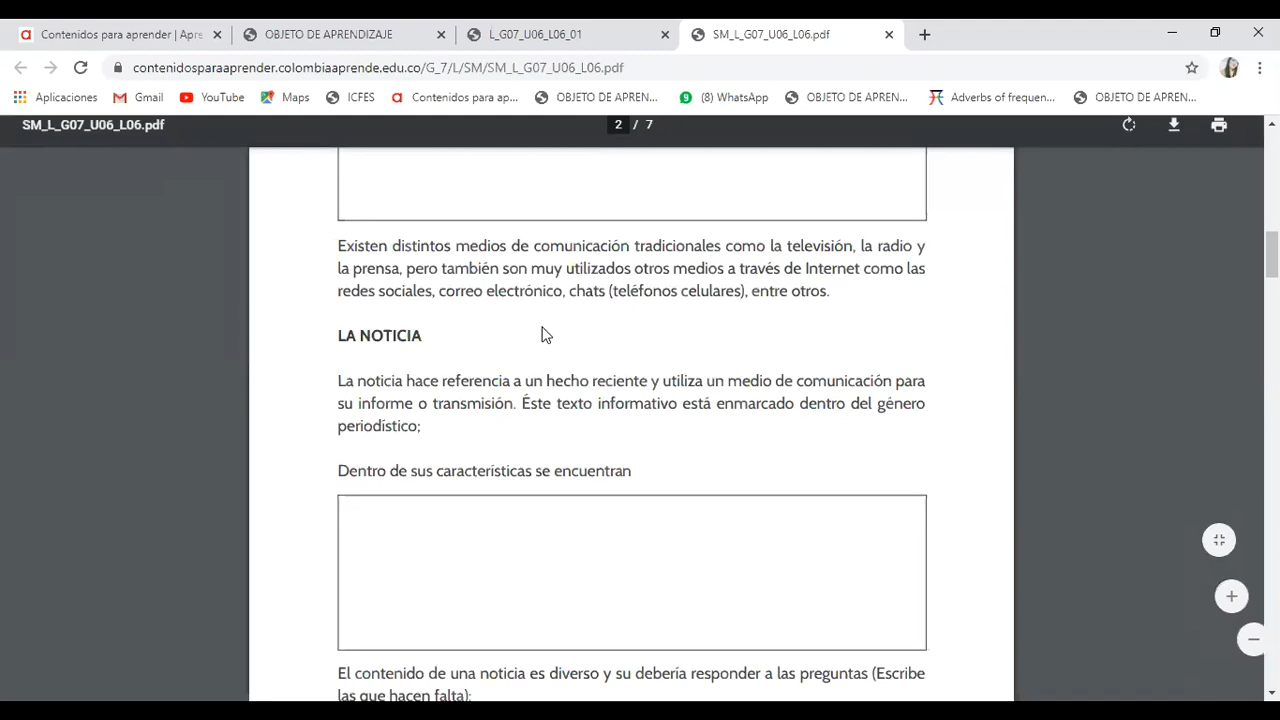 Contenidos para aprender | Apre
OBJETO DE APRENDIZAJE
L_G07_U06_L06_01
SM_L_G07_U06_L06.pdf
contenidosparaaprender.colombiaaprende.edu.co/G_7/L/SM/SM_L_G07_U06_L06.pdf
Aplicaciones
Gmail
YouTube
Maps
ICFES
Contenidos para ap...
OBJETO DE APREN...
(8) WhatsApp
OBJETO DE APREN...
Adverbs of frequen...
OBJETO DE APREN...
SM_L_G07_U06_L06.pdf
2 / 7
Existen distintos medios de comunicación tradicionales como la televisión, la radio y
la prensa, pero también son muy utilizados otros medios a través de Internet como las
redes sociales, correo electrónico, chats (teléfonos celulares), entre otros.
LA NOTICIA
La noticia hace referencia a un hecho reciente y utiliza un medio de comunicación para
su informe o transmisión. Éste texto informativo está enmarcado dentro del género
periodístico;
Dentro de sus características se encuentran
El contenido de una noticia es diverso y su debería responder a las preguntas (Escribe
las que hacen falta):